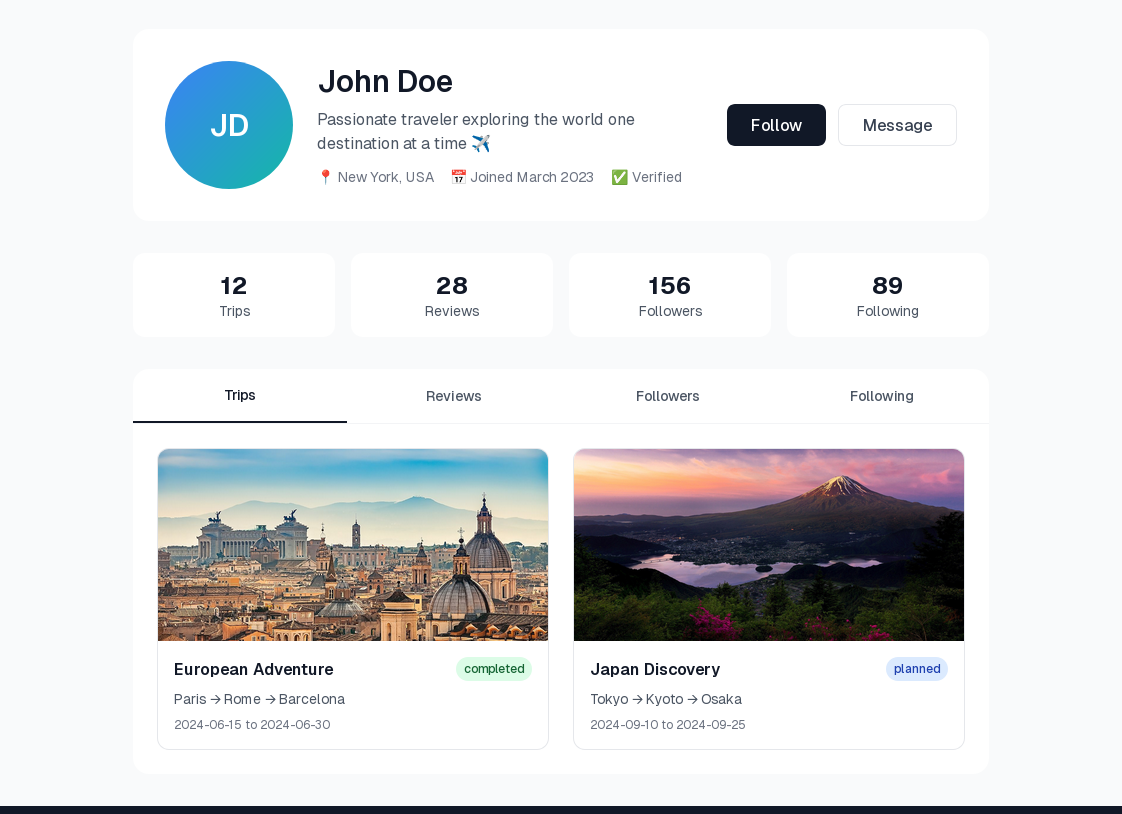 JD
John Doe
Passionate traveler exploring the world one
destination at a time ✈️
📍 New York, USA 📅 Joined March 2023 ✅ Verified
Follow
Message
12
Trips
28
Reviews
156
Followers
89
Following
Trips Reviews Followers Following
European Adventure completed
Paris → Rome → Barcelona
2024-06-15 to 2024-06-30
Japan Discovery planned
Tokyo → Kyoto → Osaka
2024-09-10 to 2024-09-25